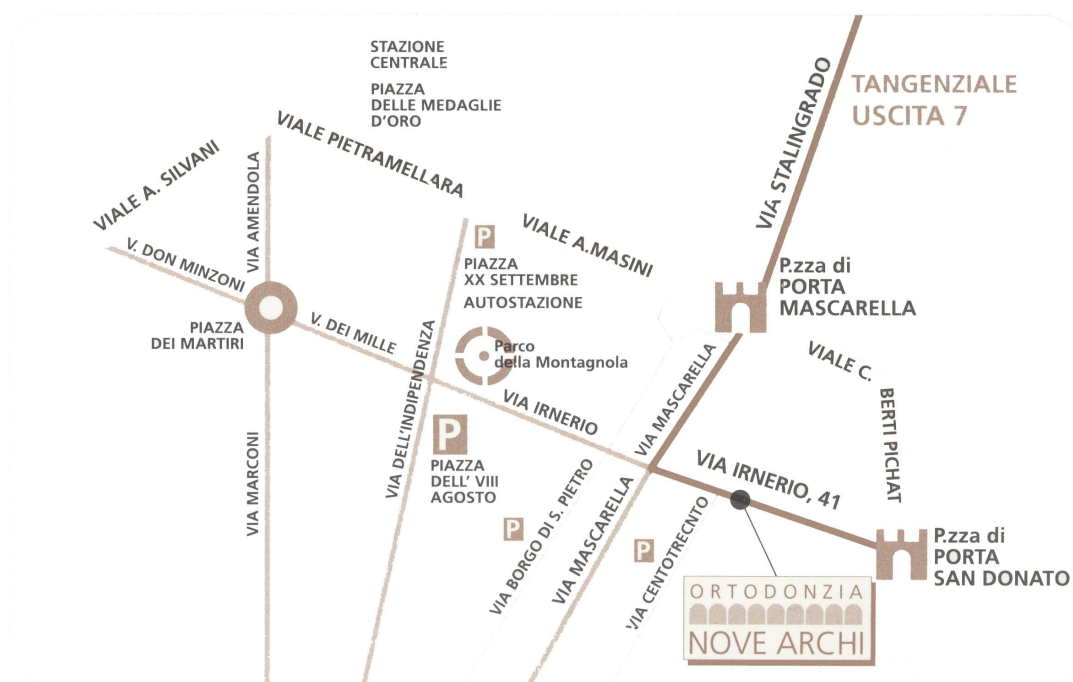 STAZIONE
CENTRALE
PIAZZA
DELLE MEDAGLIE
D'ORO
TANGENZIALE
USCITA 7
VIA STALINGRADO
VIALE PIETRAMELLARA
VIALE A. SILVANI
VIA AMENDOLA
VIALE A.MASINI
P
PIAZZA
XX SETTEMBRE
AUTOSTAZIONE
V. DON MINZONI
P.zza di
PORTA
MASCARELLA
PIAZZA
DEI MARTIRI
V. DEI MILLE
Parco
della Montagnola
VIALE C.
BERTI PICHAT
VIA DELL'INDIPENDENZA
VIA IRNERIO
VIA MASCARELLA
P
PIAZZA
DELL' VIII
AGOSTO
VIA MARCONI
VIA IRNERIO, 41
P
VIA BORGO DI S. PIETRO
VIA MASCARELLA
P
VIA CENTOTRECNTO
P.zza di
PORTA
SAN DONATO
ORTODONZIA
NOVE ARCHI